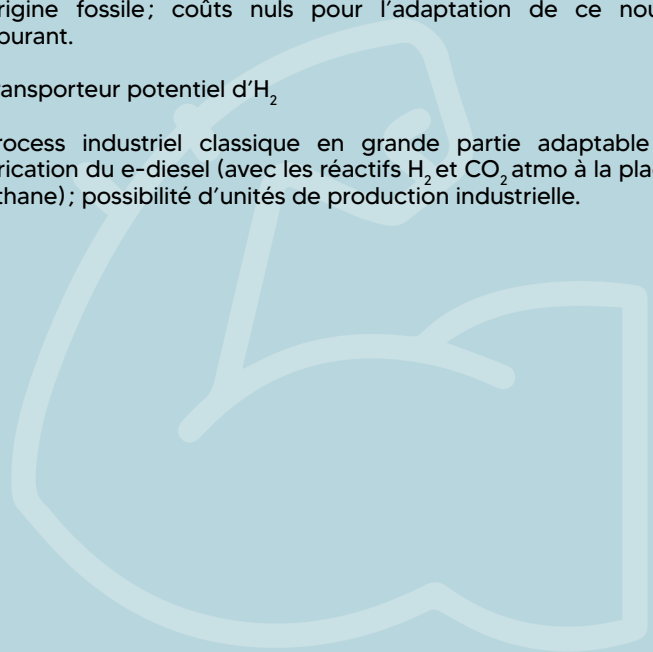 rigine fossile; coûts nuls pour l'adaptation de ce nou
ourant.
ransporteur potentiel d'H₂
rocess industriel classique en grande partie adaptable
rication du e-diesel (avec les réactifs H₂ et CO₂ atmo à la pla
thane); possibilité d'unités de production industrielle.